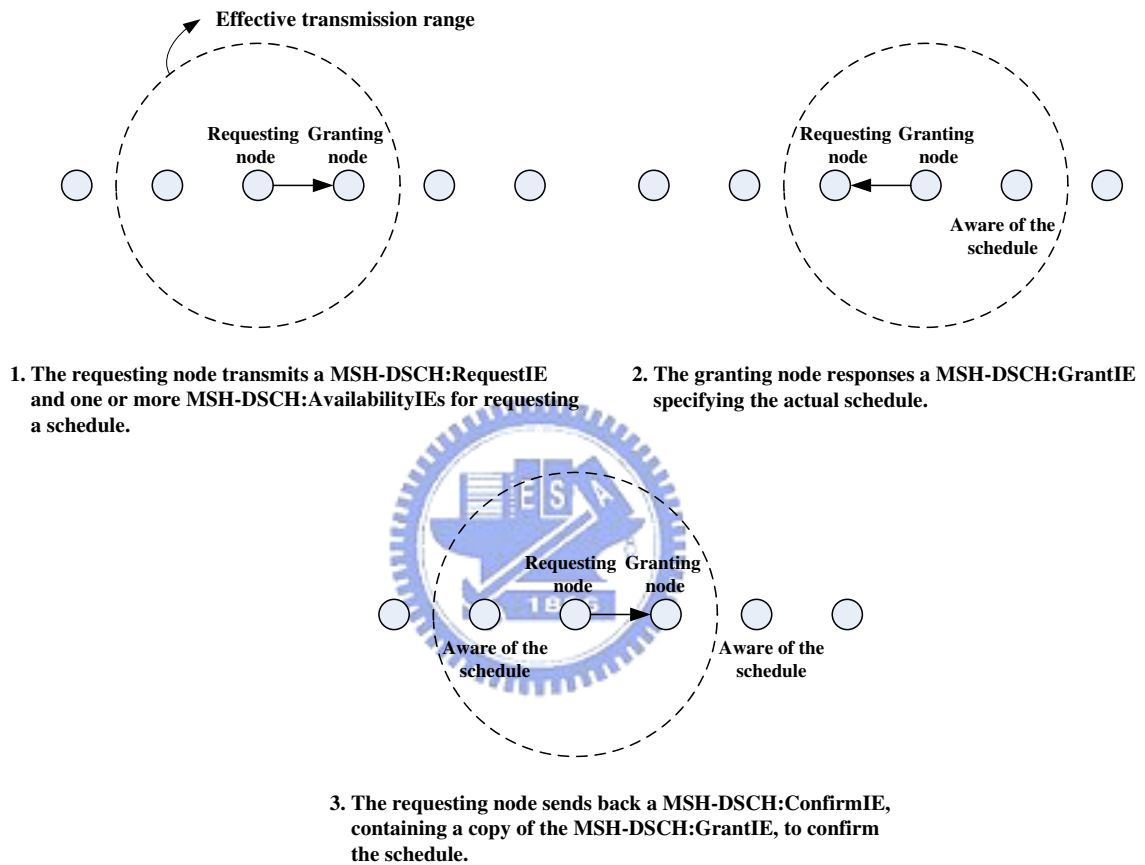 Effective transmission range
Requesting Granting
node node
Requesting Granting
node node
Aware of the
schedule
1. The requesting node transmits a MSH-DSCH:RequestIE
and one or more MSH-DSCH:AvailabilityIEs for requesting
a schedule.
2. The granting node responses a MSH-DSCH:GrantIE
specifying the actual schedule.
E S A
Requesting Granting
node node
Aware of the
schedule
Aware of the
schedule
3. The requesting node sends back a MSH-DSCH:ConfirmIE,
containing a copy of the MSH-DSCH:GrantIE, to confirm
the schedule.